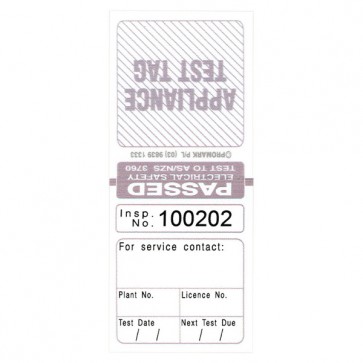 APPLIANCE
TEST TAG
©PROMARK P/L (03) 9639 1333
TEST TO AS/NZS 3760
ELECTRICAL SAFETY
PASSED
Insp. No. 100202
For service contact:
Plant No. Licence No.
Test Date Next Test Due
/ / / /